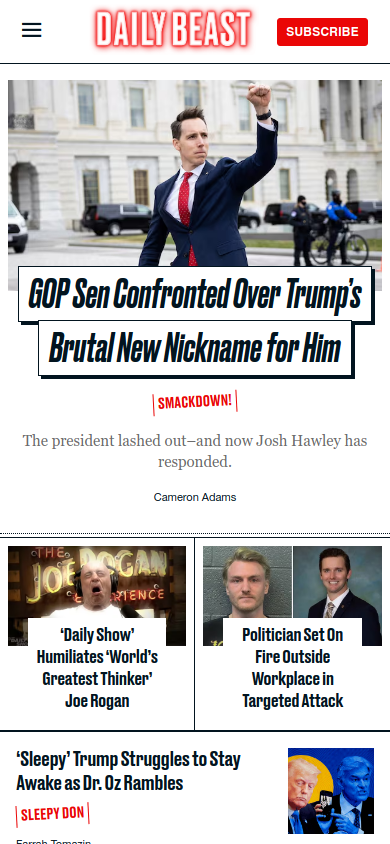 DAILY BEAST
SUBSCRIBE
GOP Sen Confronted Over Trump's
Brutal New Nickname for Him
SMACKDOWN!
The president lashed out–and now Josh Hawley has
responded.
Cameron Adams
THE
JOE ROGAN
EXPERIENCE
‘Daily Show’
Humiliates ‘World’s
Greatest Thinker’
Joe Rogan
Politician Set On
Fire Outside
Workplace in
Targeted Attack
‘Sleepy’ Trump Struggles to Stay
Awake as Dr. Oz Rambles
SLEEPY DON
Farrah Tomazin